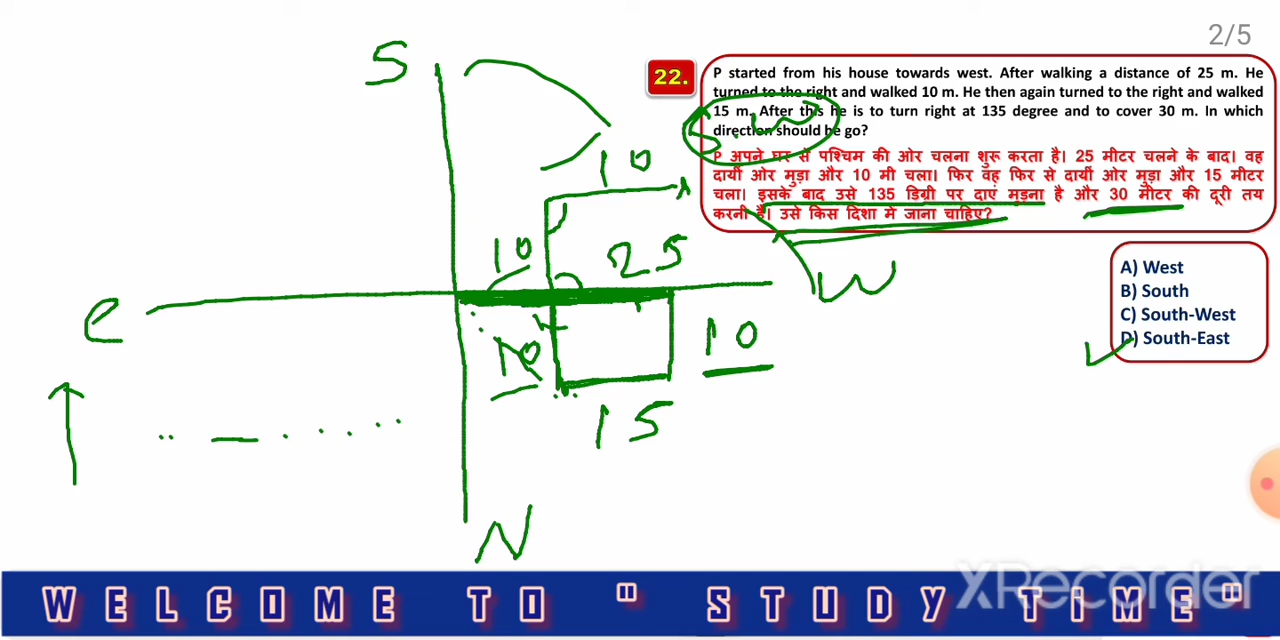 2/5
S
22.
P started from his house towards west. After walking a distance of 25 m. He
turned to the right and walked 10 m. He then again turned to the right and walked
15 m. After this he is to turn right at 135 degree and to cover 30 m. In which
direction should he go?
P अपने घर से पश्चिम की ओर चलना शुरू करता है। 25 मीटर चलने के बाद। वह
दायीं ओर मुड़ा और 10 मी चला। फिर वह फिर से दायीं ओर मुड़ा और 15 मीटर
चला। इसके बाद उसे 135 डिग्री पर दाएं मुड़ना है और 30 मीटर की दूरी तय
करनी है। उसे किस दिशा मे जाना चाहिए?
S.W
10
10
25
W
e
10
10
15
A) West
B) South
C) South-West
D) South-East
N
WELCOME TO " STUDY TiME"
XRecorder